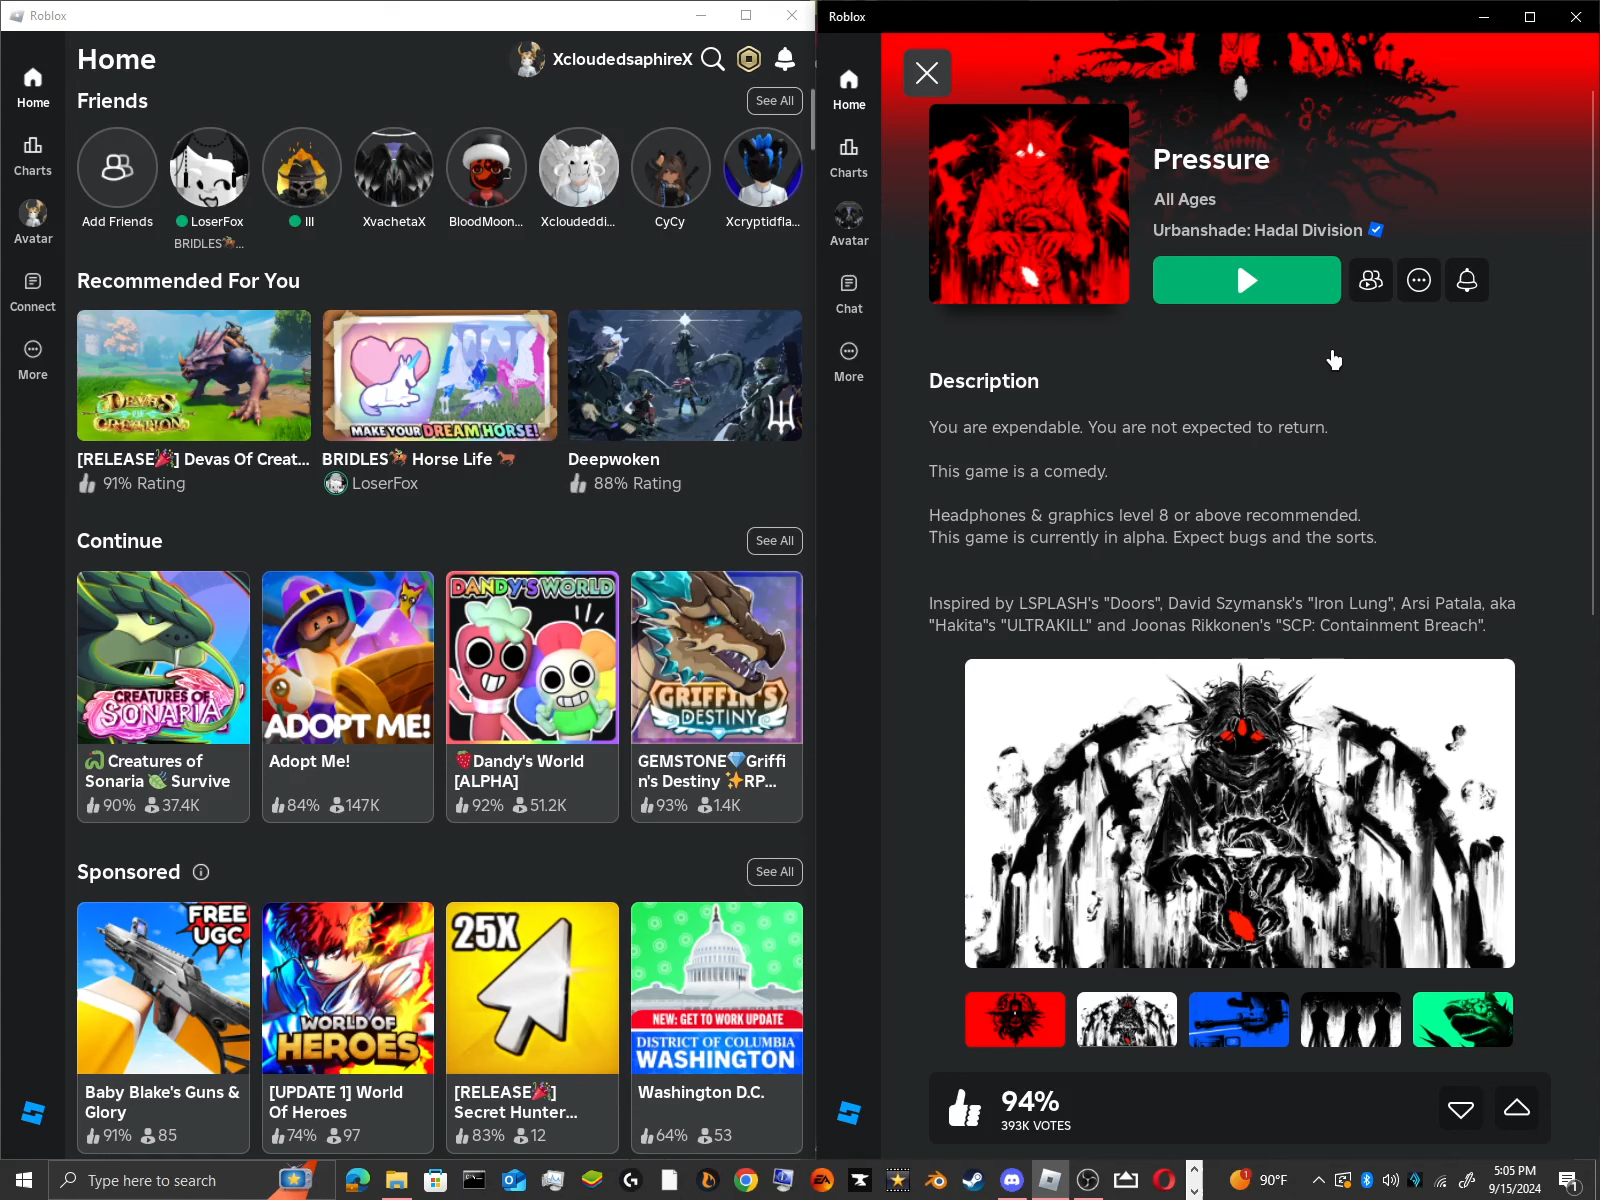 Roblox
Home
XcloudedsaphireX
Home
Charts
Avatar
Connect
More
Friends
See All
Add Friends
LoserFox
BRIDLES🐎...
III
XvachetaX
BloodMoon...
Xcloudeddi...
CyCy
Xcryptidfla...
Recommended For You
DEVAS
OF
CREATION
MAKE YOUR DREAM HORSE!
[RELEASE🎉] Devas Of Creat...
91% Rating
BRIDLES🐎 Horse Life 🐎
LoserFox
Deepwoken
88% Rating
Continue
See All
CREATURES OF
SONARIA
Creatures of
Sonaria 🍃 Survive
90% 37.4K
ADOPT ME!
Adopt Me!
84% 147K
DANDY'S WORLD
🍓Dandy's World
[ALPHA]
92% 51.2K
GRIFFIN'S
DESTINY
GEMSTONE💎Griffi
n's Destiny ✨RP...
93% 1.4K
Sponsored
See All
FREE
UGC
Baby Blake's Guns &
Glory
91% 85
WORLD OF
HEROES
[UPDATE 1] World
Of Heroes
74% 97
25X
[RELEASE🎉]
Secret Hunter...
83% 12
NEW: GET TO WORK UPDATE
DISTRICT OF COLUMBIA
WASHINGTON
Washington D.C.
64% 53
Roblox
Home
Charts
Avatar
Chat
More
Pressure
All Ages
Urbanshade: Hadal Division
Description
You are expendable. You are not expected to return.
This game is a comedy.
Headphones & graphics level 8 or above recommended.
This game is currently in alpha. Expect bugs and the sorts.
Inspired by LSPLASH's "Doors", David Szymansk's "Iron Lung", Arsi Patala, aka
"Hakita"s "ULTRAKILL" and Joonas Rikkonen's "SCP: Containment Breach".
94%
393K VOTES
Type here to search
EA
1
90°F
5:05 PM
9/15/2024
1